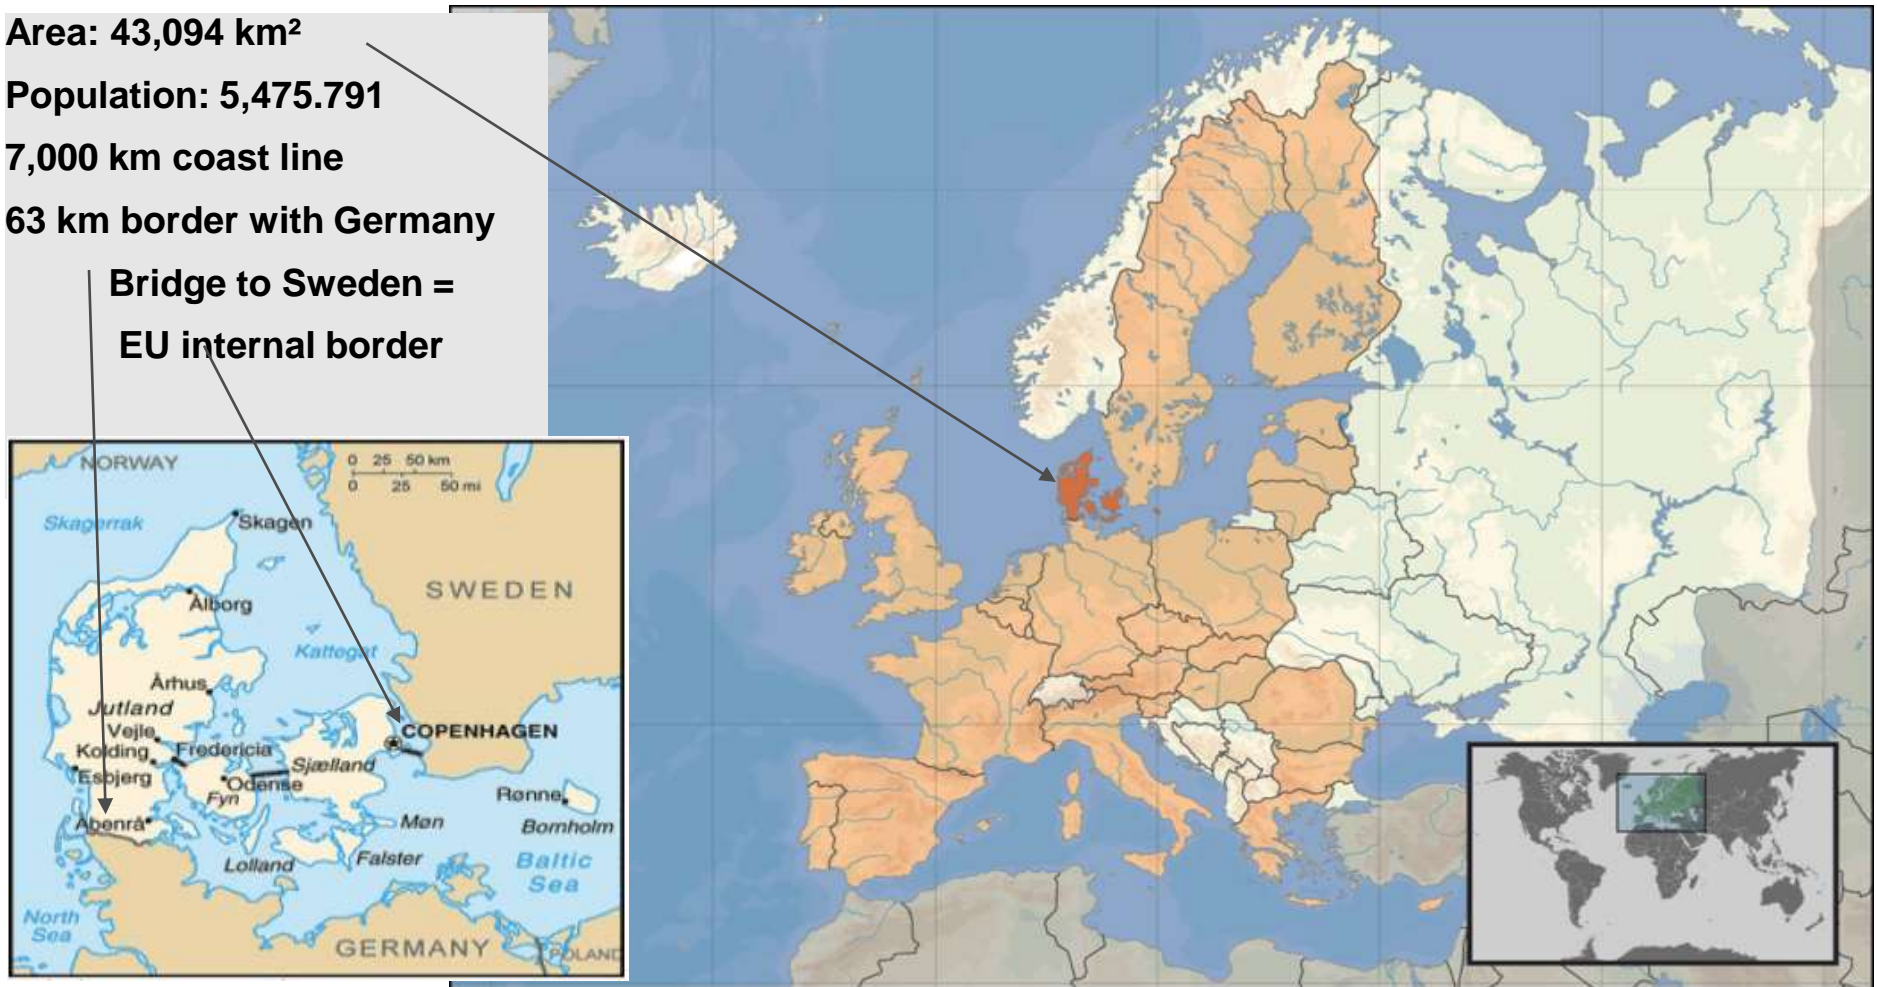 Area: 43,094 km²
Population: 5,475.791
7,000 km coast line
63 km border with Germany
Bridge to Sweden =
EU internal border
NORWAY
0 25 50 km
0 25 50 mi
Skagerrak
Skagen
SWEDEN
Ålborg
Kattegat
Århus
Jutland
Vejle
COPENHAGEN
Kolding
Fredericia
Sjælland
Esbjerg
Odense
Fyn
Rønne
Åbenrå
Møn
Bornholm
Lolland
Falster
Baltic
Sea
North
Sea
GERMANY
POLAND